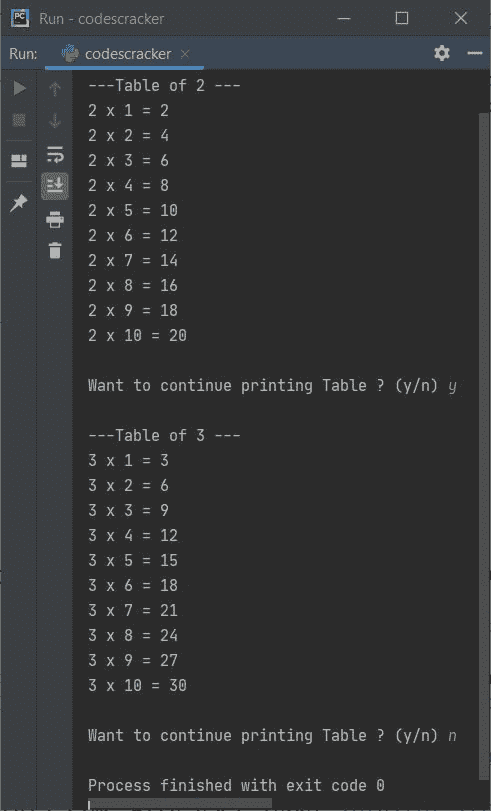 PC Run - codescracker
Run: codescracker
---Table of 2 ---
2 x 1 = 2
2 x 2 = 4
2 x 3 = 6
2 x 4 = 8
2 x 5 = 10
2 x 6 = 12
2 x 7 = 14
2 x 8 = 16
2 x 9 = 18
2 x 10 = 20
Want to continue printing Table ? (y/n) y
---Table of 3 ---
3 x 1 = 3
3 x 2 = 6
3 x 3 = 9
3 x 4 = 12
3 x 5 = 15
3 x 6 = 18
3 x 7 = 21
3 x 8 = 24
3 x 9 = 27
3 x 10 = 30
Want to continue printing Table ? (y/n) n
Process finished with exit code 0